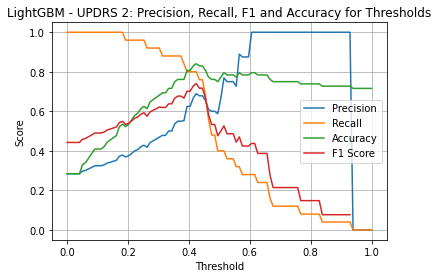 LightGBM - UPDRS 2: Precision, Recall, F1 and Accuracy for Thresholds
1.0
0.8
0.6
0.4
0.2
0.0
Score
Precision
Recall
Accuracy
F1 Score
0.0 0.2 0.4 0.6 0.8 1.0
Threshold